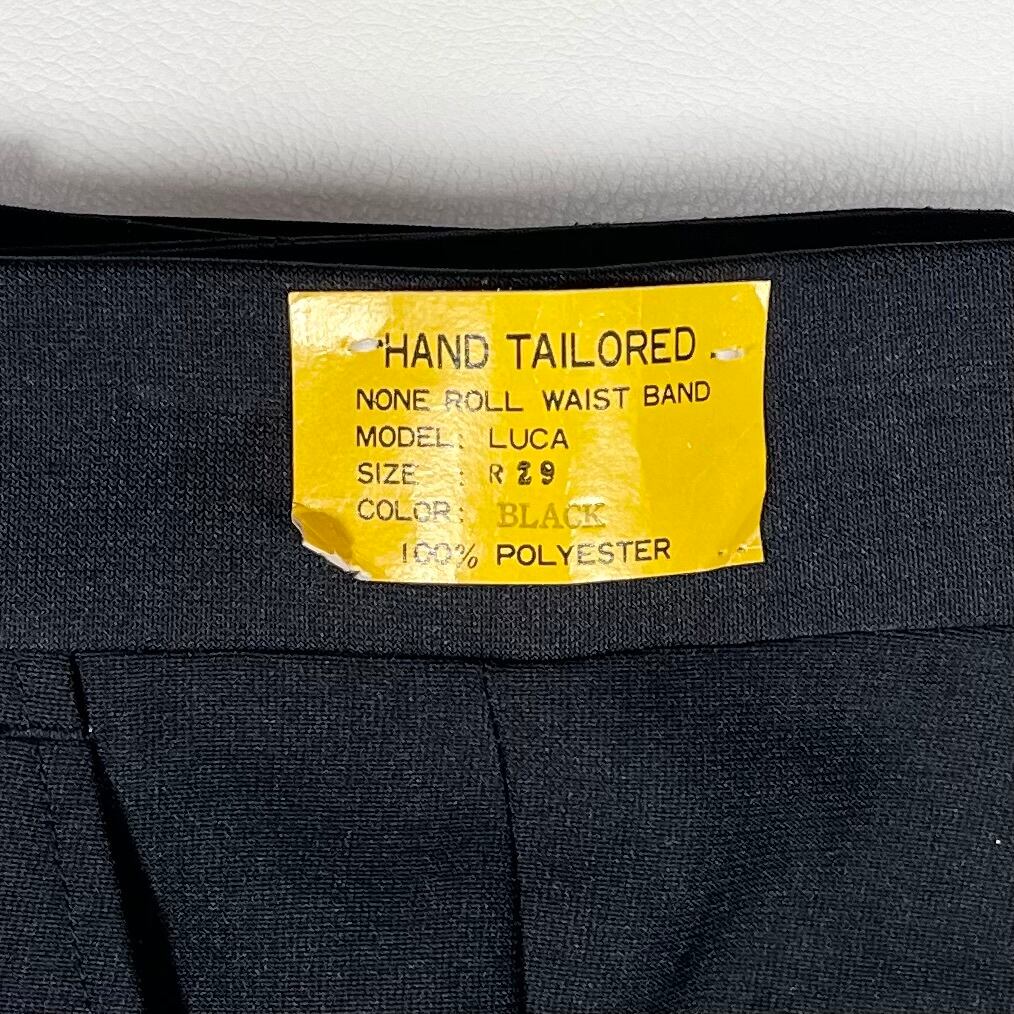 HAND TAILORED
NONE ROLL WAIST BAND
MODEL: LUCA
SIZE : R 29
COLOR: BLACK
100% POLYESTER